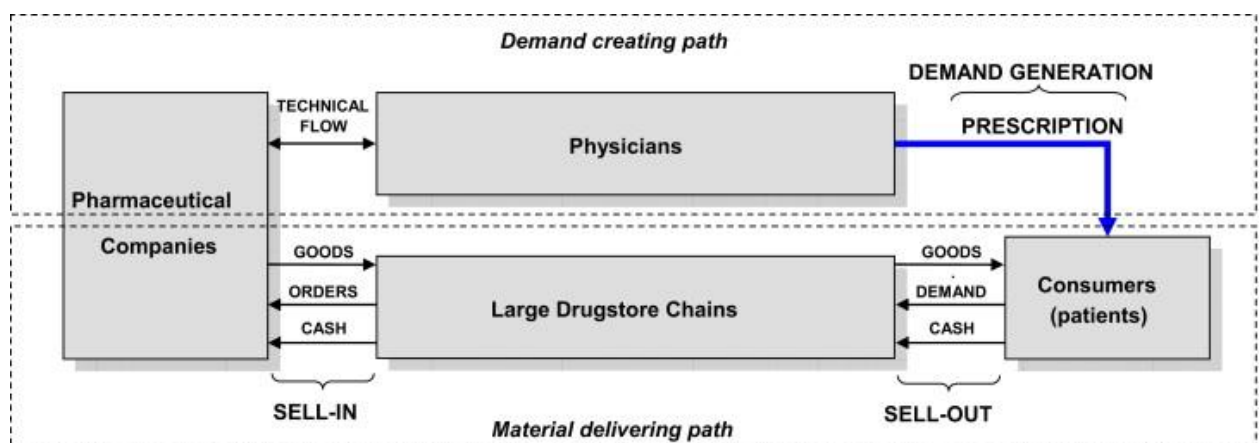 Demand creating path
DEMAND GENERATION
TECHNICAL
FLOW
PRESCRIPTION
Physicians
Pharmaceutical
Companies
GOODS
ORDERS
CASH
Large Drugstore Chains
GOODS
DEMAND
CASH
Consumers
(patients)
SELL-IN
SELL-OUT
Material delivering path